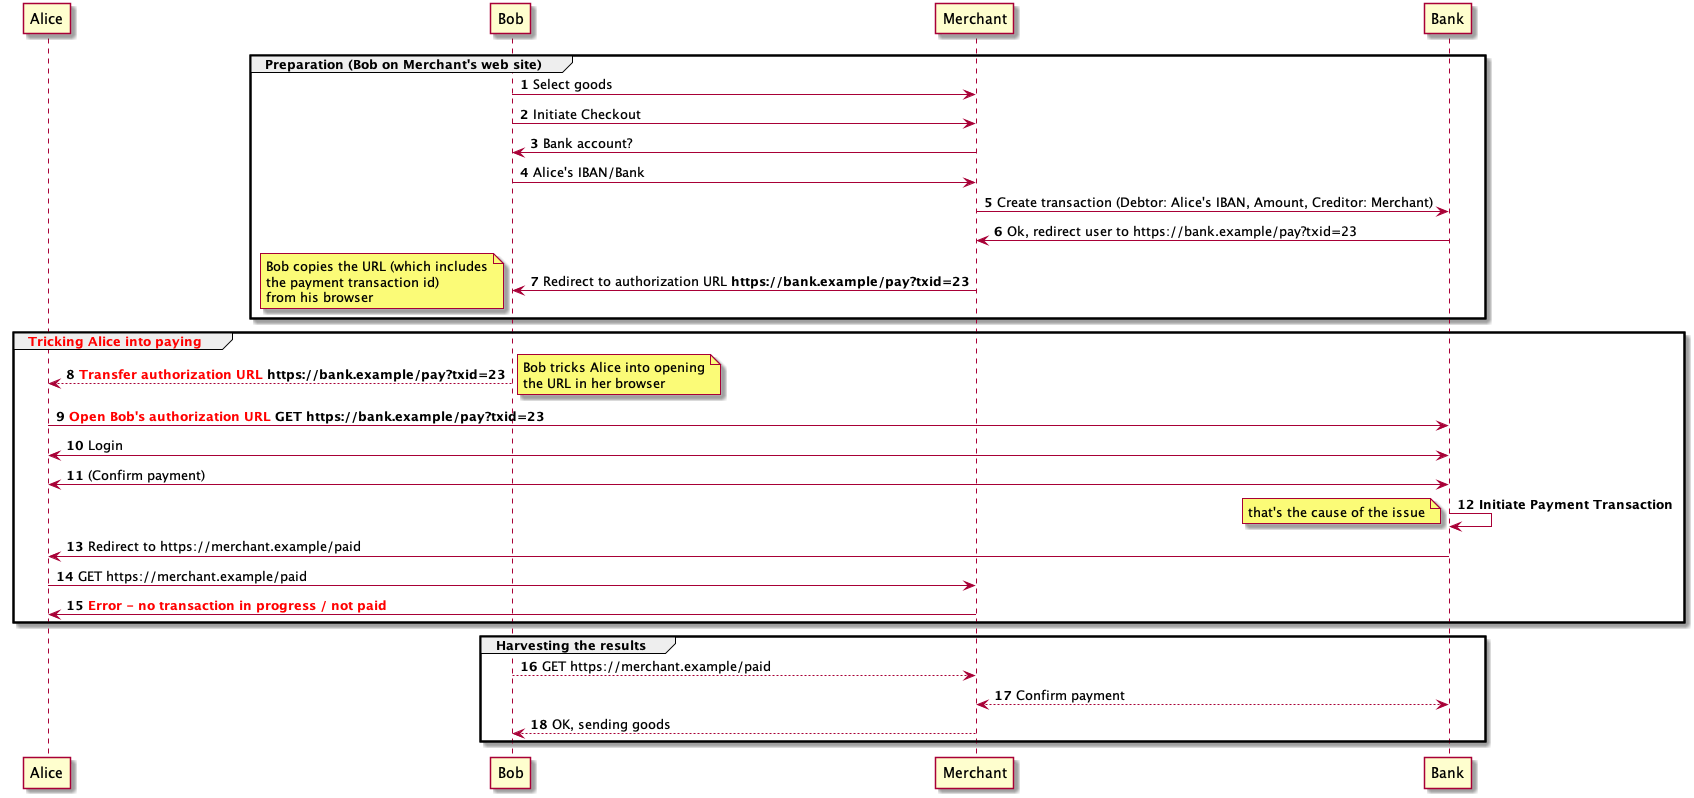 Alice
Bob
Merchant
Bank
Preparation (Bob on Merchant's web site)
1 Select goods
2 Initiate Checkout
3 Bank account?
4 Alice's IBAN/Bank
5 Create transaction (Debtor: Alice's IBAN, Amount, Creditor: Merchant)
6 Ok, redirect user to https://bank.example/pay?txid=23
Bob copies the URL (which includes
the payment transaction id)
from his browser
7 Redirect to authorization URL https://bank.example/pay?txid=23
Tricking Alice into paying
8 Transfer authorization URL https://bank.example/pay?txid=23
Bob tricks Alice into opening
the URL in her browser
9 Open Bob's authorization URL GET https://bank.example/pay?txid=23
10 Login
11 (Confirm payment)
that's the cause of the issue
12 Initiate Payment Transaction
13 Redirect to https://merchant.example/paid
14 GET https://merchant.example/paid
15 Error - no transaction in progress / not paid
Harvesting the results
16 GET https://merchant.example/paid
17 Confirm payment
18 OK, sending goods
Alice
Bob
Merchant
Bank